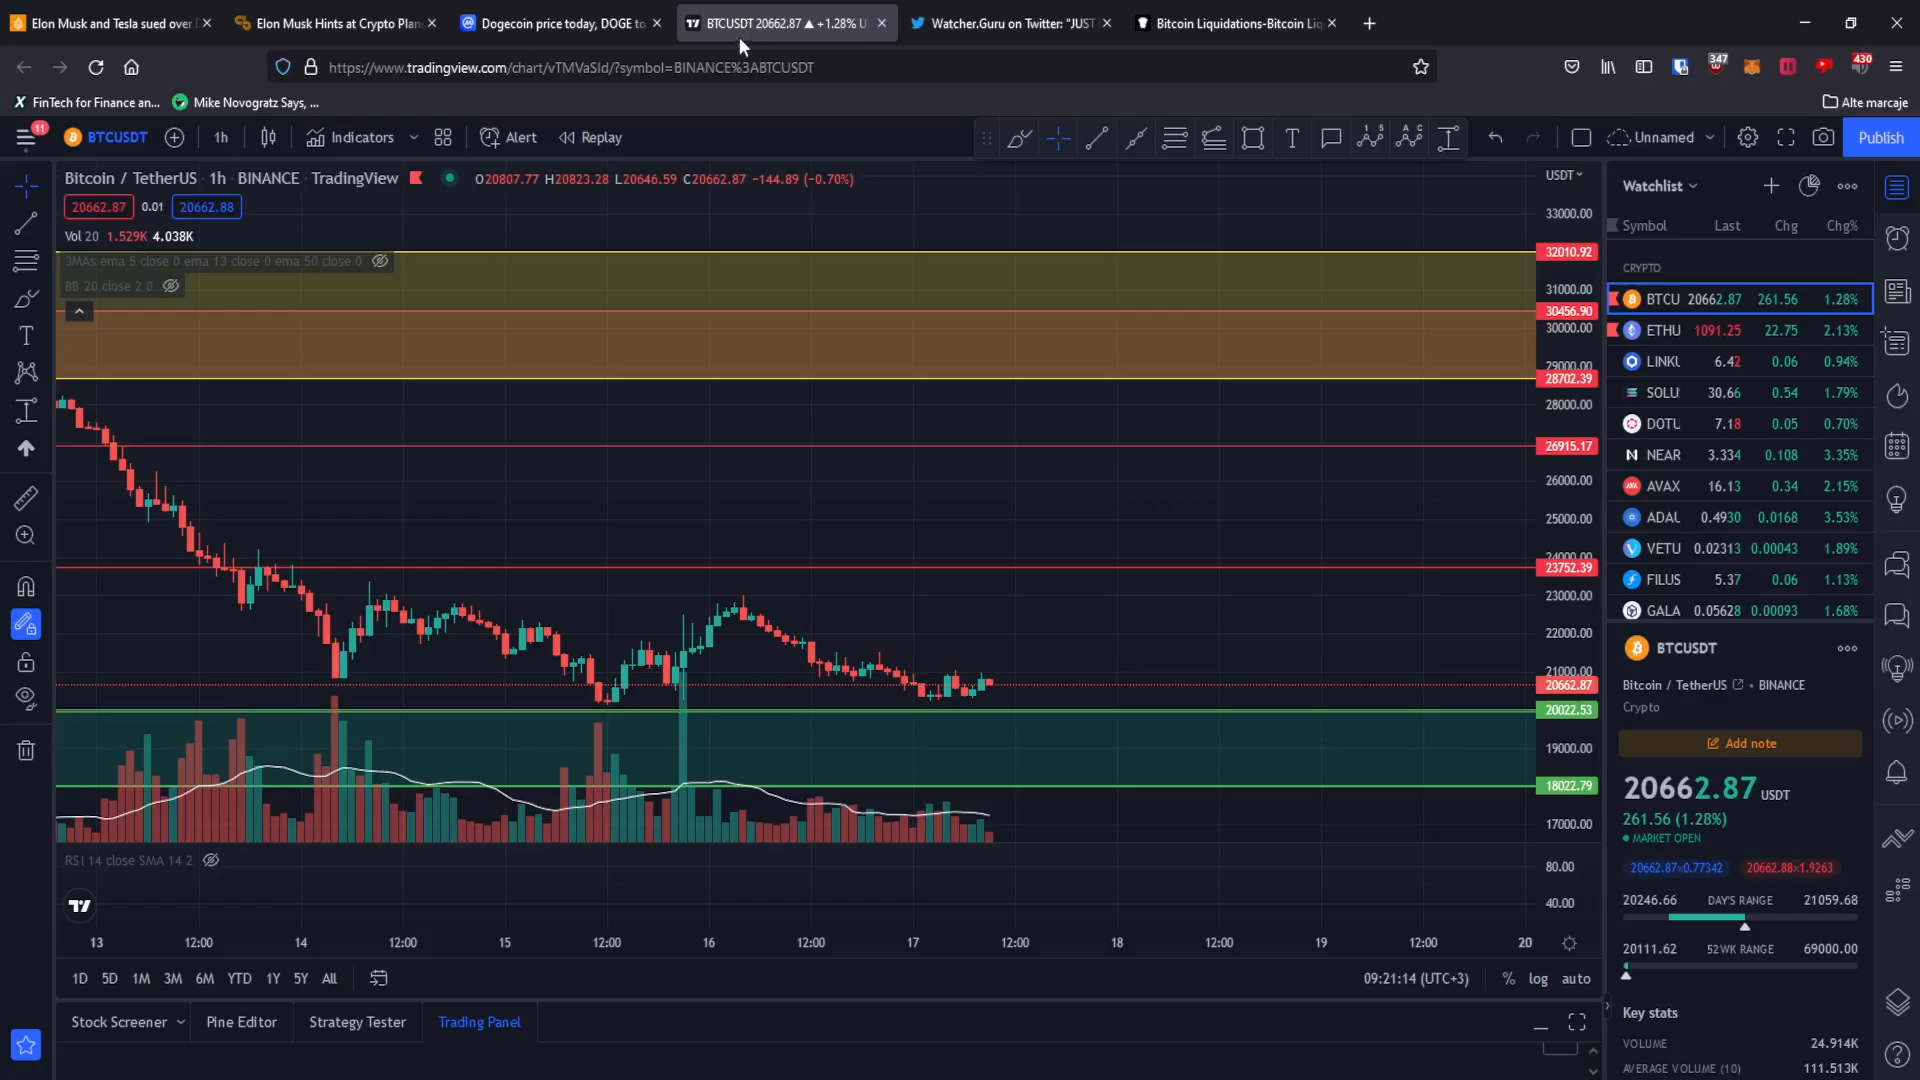 Elon Musk and Tesla sued over
Elon Musk Hints at Crypto Plan
Dogecoin price today, DOGE to
BTCUSDT 20662.87 ▲ +1.28% U
Watcher.Guru on Twitter: "JUST
Bitcoin Liquidations-Bitcoin Liq
https://www.tradingview.com/chart/vTMVaSId/?symbol=BINANCE%3ABTCUSDT
347
430
FinTech for Finance an...
Mike Novogratz Says, ...
Alte marcaje
11
BTCUSDT
1h
Indicators
Alert
Replay
Unnamed
Publish
Bitcoin / TetherUS · 1h · BINANCE · TradingView
O20807.77 H20823.28 L20646.59 C20662.87 −144.89 (−0.70%)
20662.87
0.01
20662.88
Vol 20 1.529K 4.038K
3MAs ema 5 close 0 ema 13 close 0 ema 50 close 0
BB 20 close 2 0
RSI 14 close SMA 14 2
USDT
33000.00
32010.92
31000.00
30456.90
30000.00
29000.00
28702.39
28000.00
26915.17
26000.00
25000.00
24000.00
23752.39
23000.00
22000.00
21000.00
20662.87
20022.53
19000.00
18022.79
17000.00
80.00
40.00
13
12:00
14
12:00
15
12:00
16
12:00
17
12:00
18
12:00
19
12:00
20
1D 5D 1M 3M 6M YTD 1Y 5Y All
09:21:14 (UTC+3)
% log auto
Stock Screener
Pine Editor
Strategy Tester
Trading Panel
Watchlist
Symbol Last Chg Chg%
CRYPTO
BTCU 20662.87 261.56 1.28%
ETHU 1091.25 22.75 2.13%
LINKU 6.42 0.06 0.94%
SOLU 30.66 0.54 1.79%
DOTU 7.18 0.05 0.70%
NEAR 3.334 0.108 3.35%
AVAX 16.13 0.34 2.15%
ADAU 0.4930 0.0168 3.53%
VETU 0.02313 0.00043 1.89%
FILUS 5.37 0.06 1.13%
GALA 0.05628 0.00093 1.68%
BTCUSDT
Bitcoin / TetherUS • BINANCE
Crypto
Add note
20662.87 USDT
261.56 (1.28%)
MARKET OPEN
20662.87×0.77342
20662.88×1.9263
20246.66 DAY'S RANGE 21059.68
20111.62 52WK RANGE 69000.00
Key stats
VOLUME 24.914K
AVERAGE VOLUME (10) 111.513K